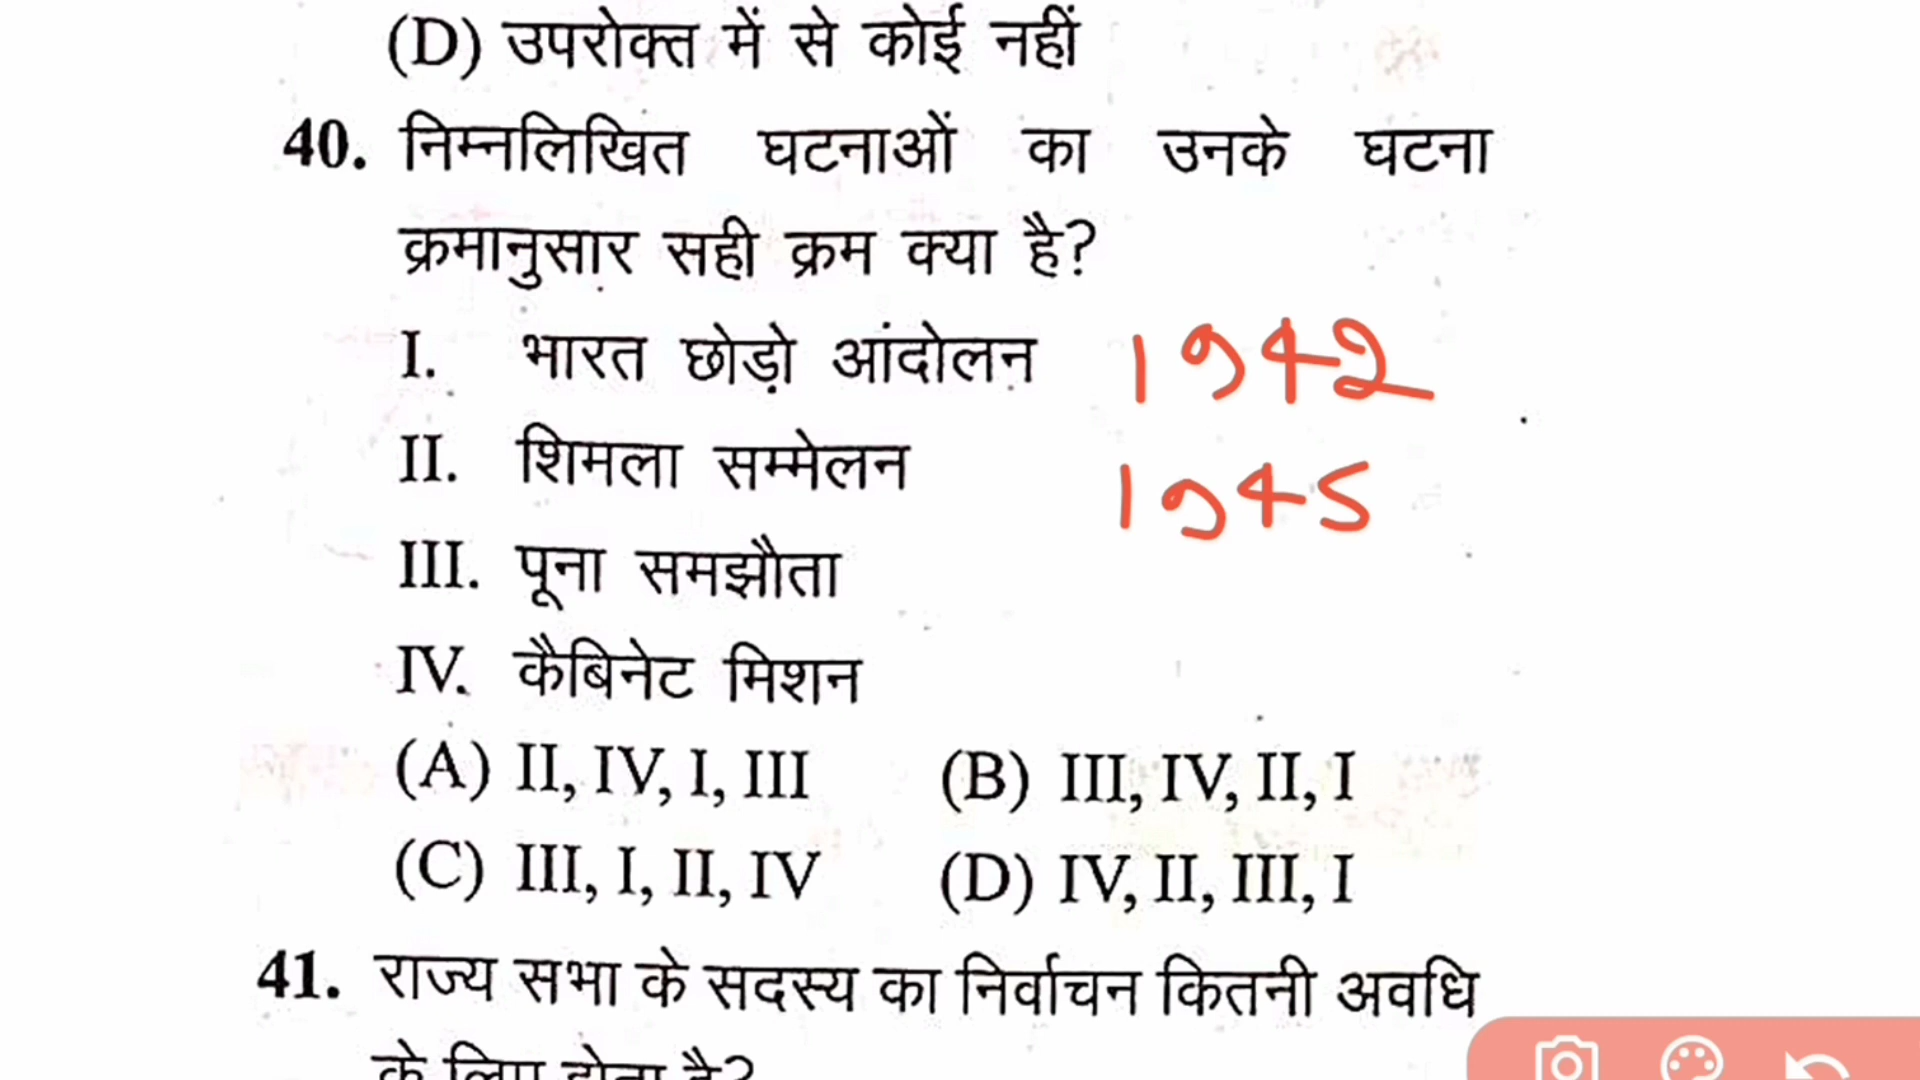 (D) उपरोक्त में से कोई नहीं
40. निम्नलिखित घटनाओं का उनके घटना
क्रमानुसार सही क्रम क्या है?
I. भारत छोड़ो आंदोलन 1942
II. शिमला सम्मेलन 1945
III. पूना समझौता
IV. कैबिनेट मिशन
(A) II, IV, I, III (B) III, IV, II, I
(C) III, I, II, IV (D) IV, II, III, I
41. राज्य सभा के सदस्य का निर्वाचन कितनी अवधि
के लिए होता है?